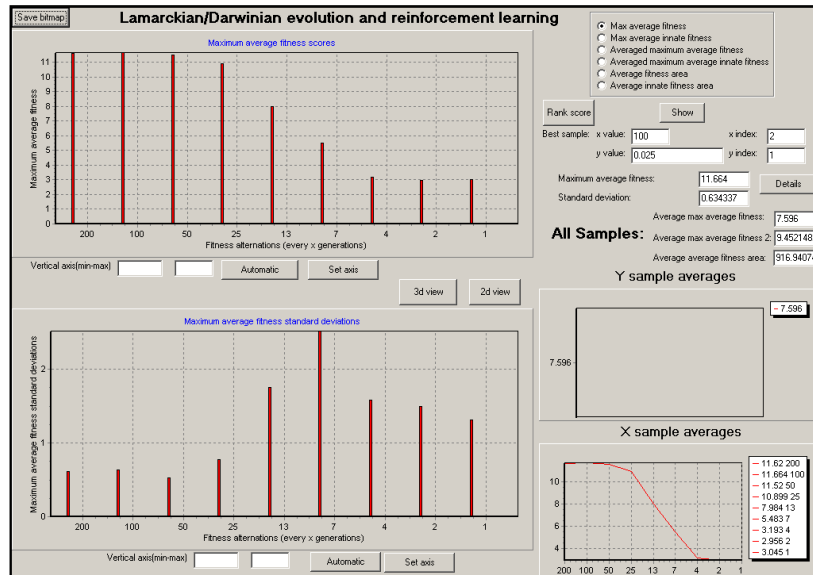 Save bitmap
Lamarckian/Darwinian evolution and reinforcement learning
Maximum average fitness scores
Maximum average fitness
11
10
9
8
7
6
5
4
3
2
1
0
200 100 50 25 13 7 4 2 1
Fitness alternations (every x generations)
Vertical axis(min-max)
Automatic
Set axis
3d view
2d view
Maximum average fitness standard deviations
Maximum average fitness standard deviations
2
1
0
200 100 50 25 13 7 4 2 1
Fitness alternations (every x generations)
Vertical axis(min-max)
Automatic
Set axis
Max average fitness
Max average innate fitness
Averaged maximum average fitness
Averaged maximum average innate fitness
Average fitness area
Average innate fitness area
Rank score
Show
Best sample: x value: 100 x index: 2
y value: 0.025 y index: 1
Maximum average fitness: 11.664
Details
Standard deviation: 0.634337
All Samples:
Average max average fitness: 7.596
Average max average fitness 2: 9.452148
Average average fitness area: 916.94074
Y sample averages
7.596
7.596
X sample averages
10
8
6
4
200 100 50 25 13 7 4 2 1
11.62 200
11.664 100
11.52 50
10.899 25
7.984 13
5.483 7
3.193 4
2.956 2
3.045 1